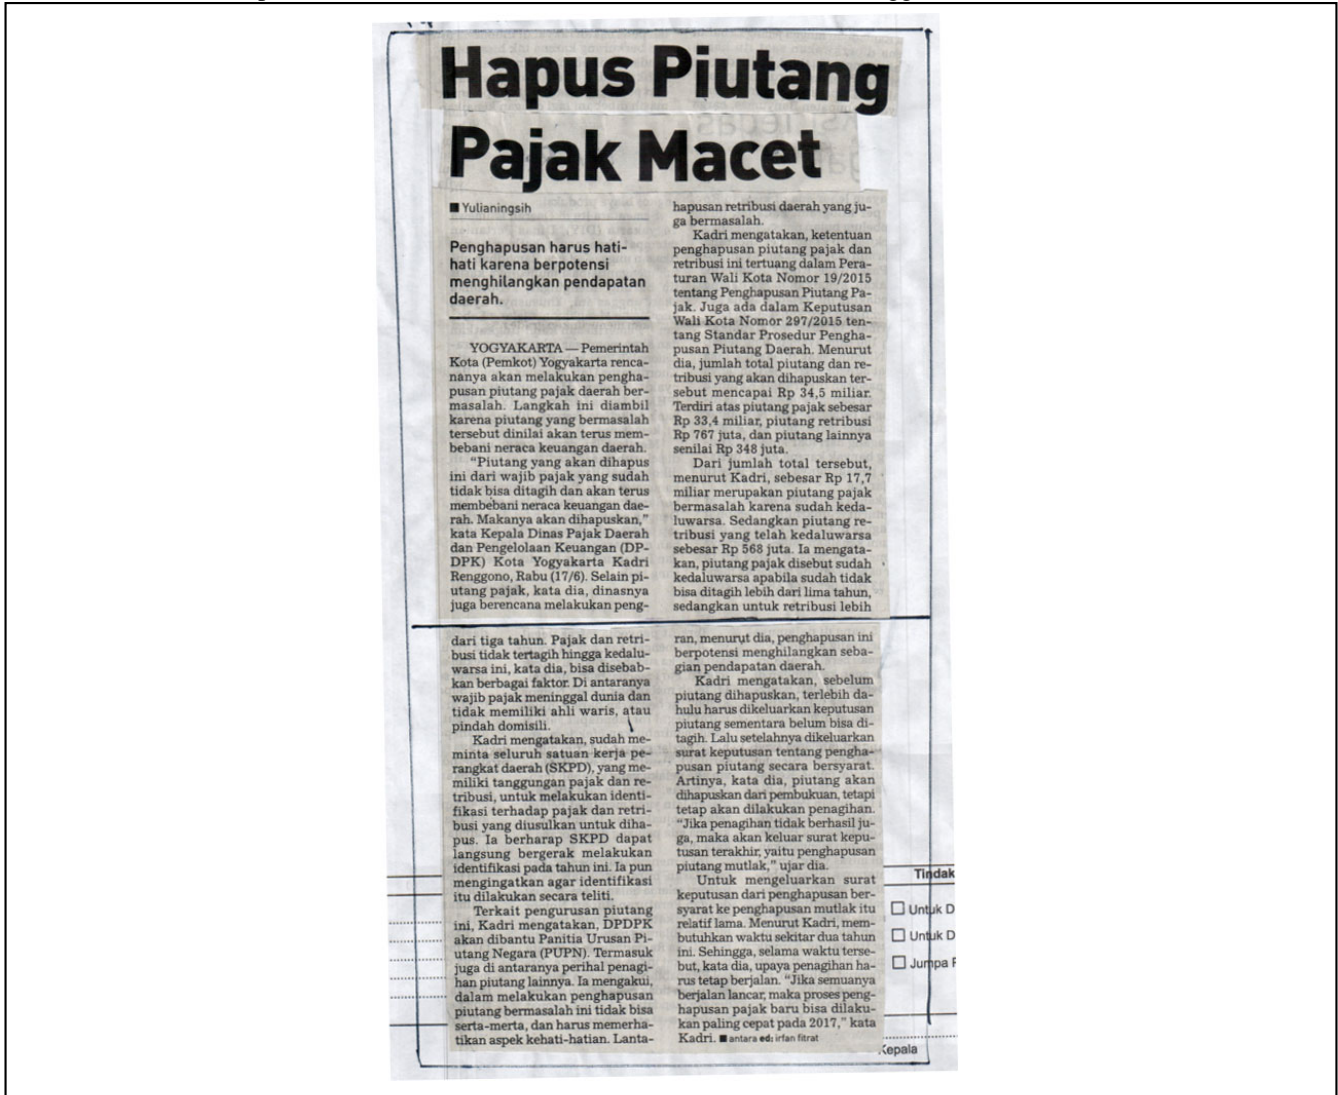 Hapus Piutang
Pajak Macet
■ Yulianingsih
Penghapusan harus hati-
hati karena berpotensi
menghilangkan pendapatan
daerah.
YOGYAKARTA — Pemerintah
Kota (Pemkot) Yogyakarta renca-
nanya akan melakukan pengha-
pusan piutang pajak daerah ber-
masalah. Langkah ini diambil
karena piutang yang bermasalah
tersebut dinilai akan terus mem-
bebani neraca keuangan daerah.
"Piutang yang akan dihapus
ini dari wajib pajak yang sudah
tidak bisa ditagih dan akan terus
membebani neraca keuangan dae-
rah. Makanya akan dihapuskan,"
kata Kepala Dinas Pajak Daerah
dan Pengelolaan Keuangan (DP-
DPK) Kota Yogyakarta Kadri
Renggono, Rabu (17/6). Selain pi-
utang pajak, kata dia, dinasnya
juga berencana melakukan peng-
hapusan retribusi daerah yang ju-
ga bermasalah.
Kadri mengatakan, ketentuan
penghapusan piutang pajak dan
retribusi ini tertuang dalam Pera-
turan Wali Kota Nomor 19/2015
tentang Penghapusan Piutang Pa-
jak. Juga ada dalam Keputusan
Wali Kota Nomor 297/2015 ten-
tang Standar Prosedur Pengha-
pusan Piutang Daerah. Menurut
dia, jumlah total piutang dan re-
tribusi yang akan dihapuskan ter-
sebut mencapai Rp 34,5 miliar.
Terdiri atas piutang pajak sebesar
Rp 33,4 miliar, piutang retribusi
Rp 767 juta, dan piutang lainnya
senilai Rp 348 juta.
Dari jumlah total tersebut,
menurut Kadri, sebesar Rp 17,7
miliar merupakan piutang pajak
bermasalah karena sudah keda-
luwarsa. Sedangkan piutang re-
tribusi yang telah kedaluwarsa
sebesar Rp 568 juta. Ia mengata-
kan, piutang pajak disebut sudah
kedaluwarsa apabila sudah tidak
bisa ditagih lebih dari lima tahun,
sedangkan untuk retribusi lebih
dari tiga tahun. Pajak dan retri-
busi tidak tertagih hingga kedalu-
warsa ini, kata dia, bisa disebab-
kan berbagai faktor. Di antaranya
wajib pajak meninggal dunia dan
tidak memiliki ahli waris, atau
pindah domisili.
Kadri mengatakan, sudah me-
minta seluruh satuan kerja pe-
rangkat daerah (SKPD), yang me-
miliki tanggungan pajak dan re-
tribusi, untuk melakukan identi-
fikasi terhadap pajak dan retri-
busi yang diusulkan untuk diha-
pus. Ia berharap SKPD dapat
langsung bergerak melakukan
identifikasi pada tahun ini. Ia pun
mengingatkan agar identifikasi
itu dilakukan secara teliti.
Terkait pengurusan piutang
ini, Kadri mengatakan, DPDPK
akan dibantu Panitia Urusan Pi-
utang Negara (PUPN). Termasuk
juga di antaranya perihal penagi-
han piutang lainnya. Ia mengakui,
dalam melakukan penghapusan
piutang bermasalah ini tidak bisa
serta-merta, dan harus memerha-
tikan aspek kehati-hatian. Lanta-
ran, menurut dia, penghapusan ini
berpotensi menghilangkan seba-
gian pendapatan daerah.
Kadri mengatakan, sebelum
piutang dihapuskan, terlebih da-
hulu harus dikeluarkan keputusan
piutang sementara belum bisa di-
tagih. Lalu setelahnya dikeluarkan
surat keputusan tentang pengha-
pusan piutang secara bersyarat.
Artinya, kata dia, piutang akan
dihapuskan dari pembukuan, tetapi
tetap akan dilakukan penagihan.
"Jika penagihan tidak berhasil ju-
ga, maka akan keluar surat kepu-
tusan terakhir, yaitu penghapusan
piutang mutlak," ujar dia.
Untuk mengeluarkan surat
keputusan dari penghapusan ber-
syarat ke penghapusan mutlak itu
relatif lama. Menurut Kadri, mem-
butuhkan waktu sekitar dua tahun
ini. Sehingga, selama waktu terse-
but, kata dia, upaya penagihan ha-
rus tetap berjalan. "Jika semuanya
berjalan lancar, maka proses peng-
hapusan pajak baru bisa dilaku-
kan paling cepat pada 2017," kata
Kadri. ■ antara ed: irfan fitrat
Tindak
Untuk D
Untuk D
Jumpa
Kepala